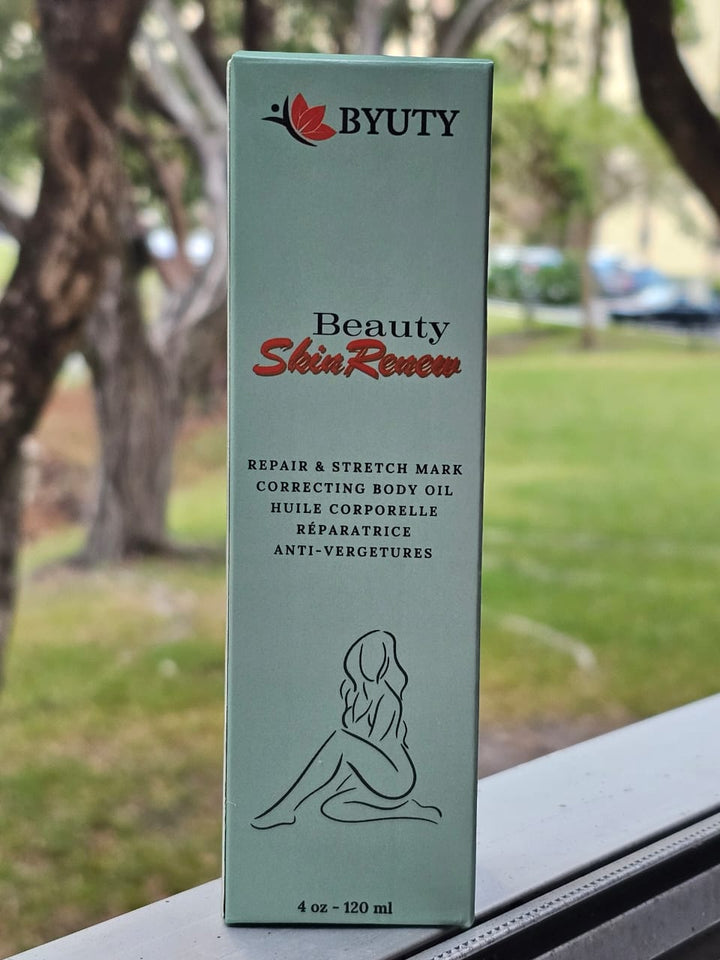 BYUTY
Beauty
SkinRenew
REPAIR & STRETCH MARK
CORRECTING BODY OIL
HUILE CORPORELLE
RÉPARATRICE
ANTI-VERGETURES
4 oz - 120 ml